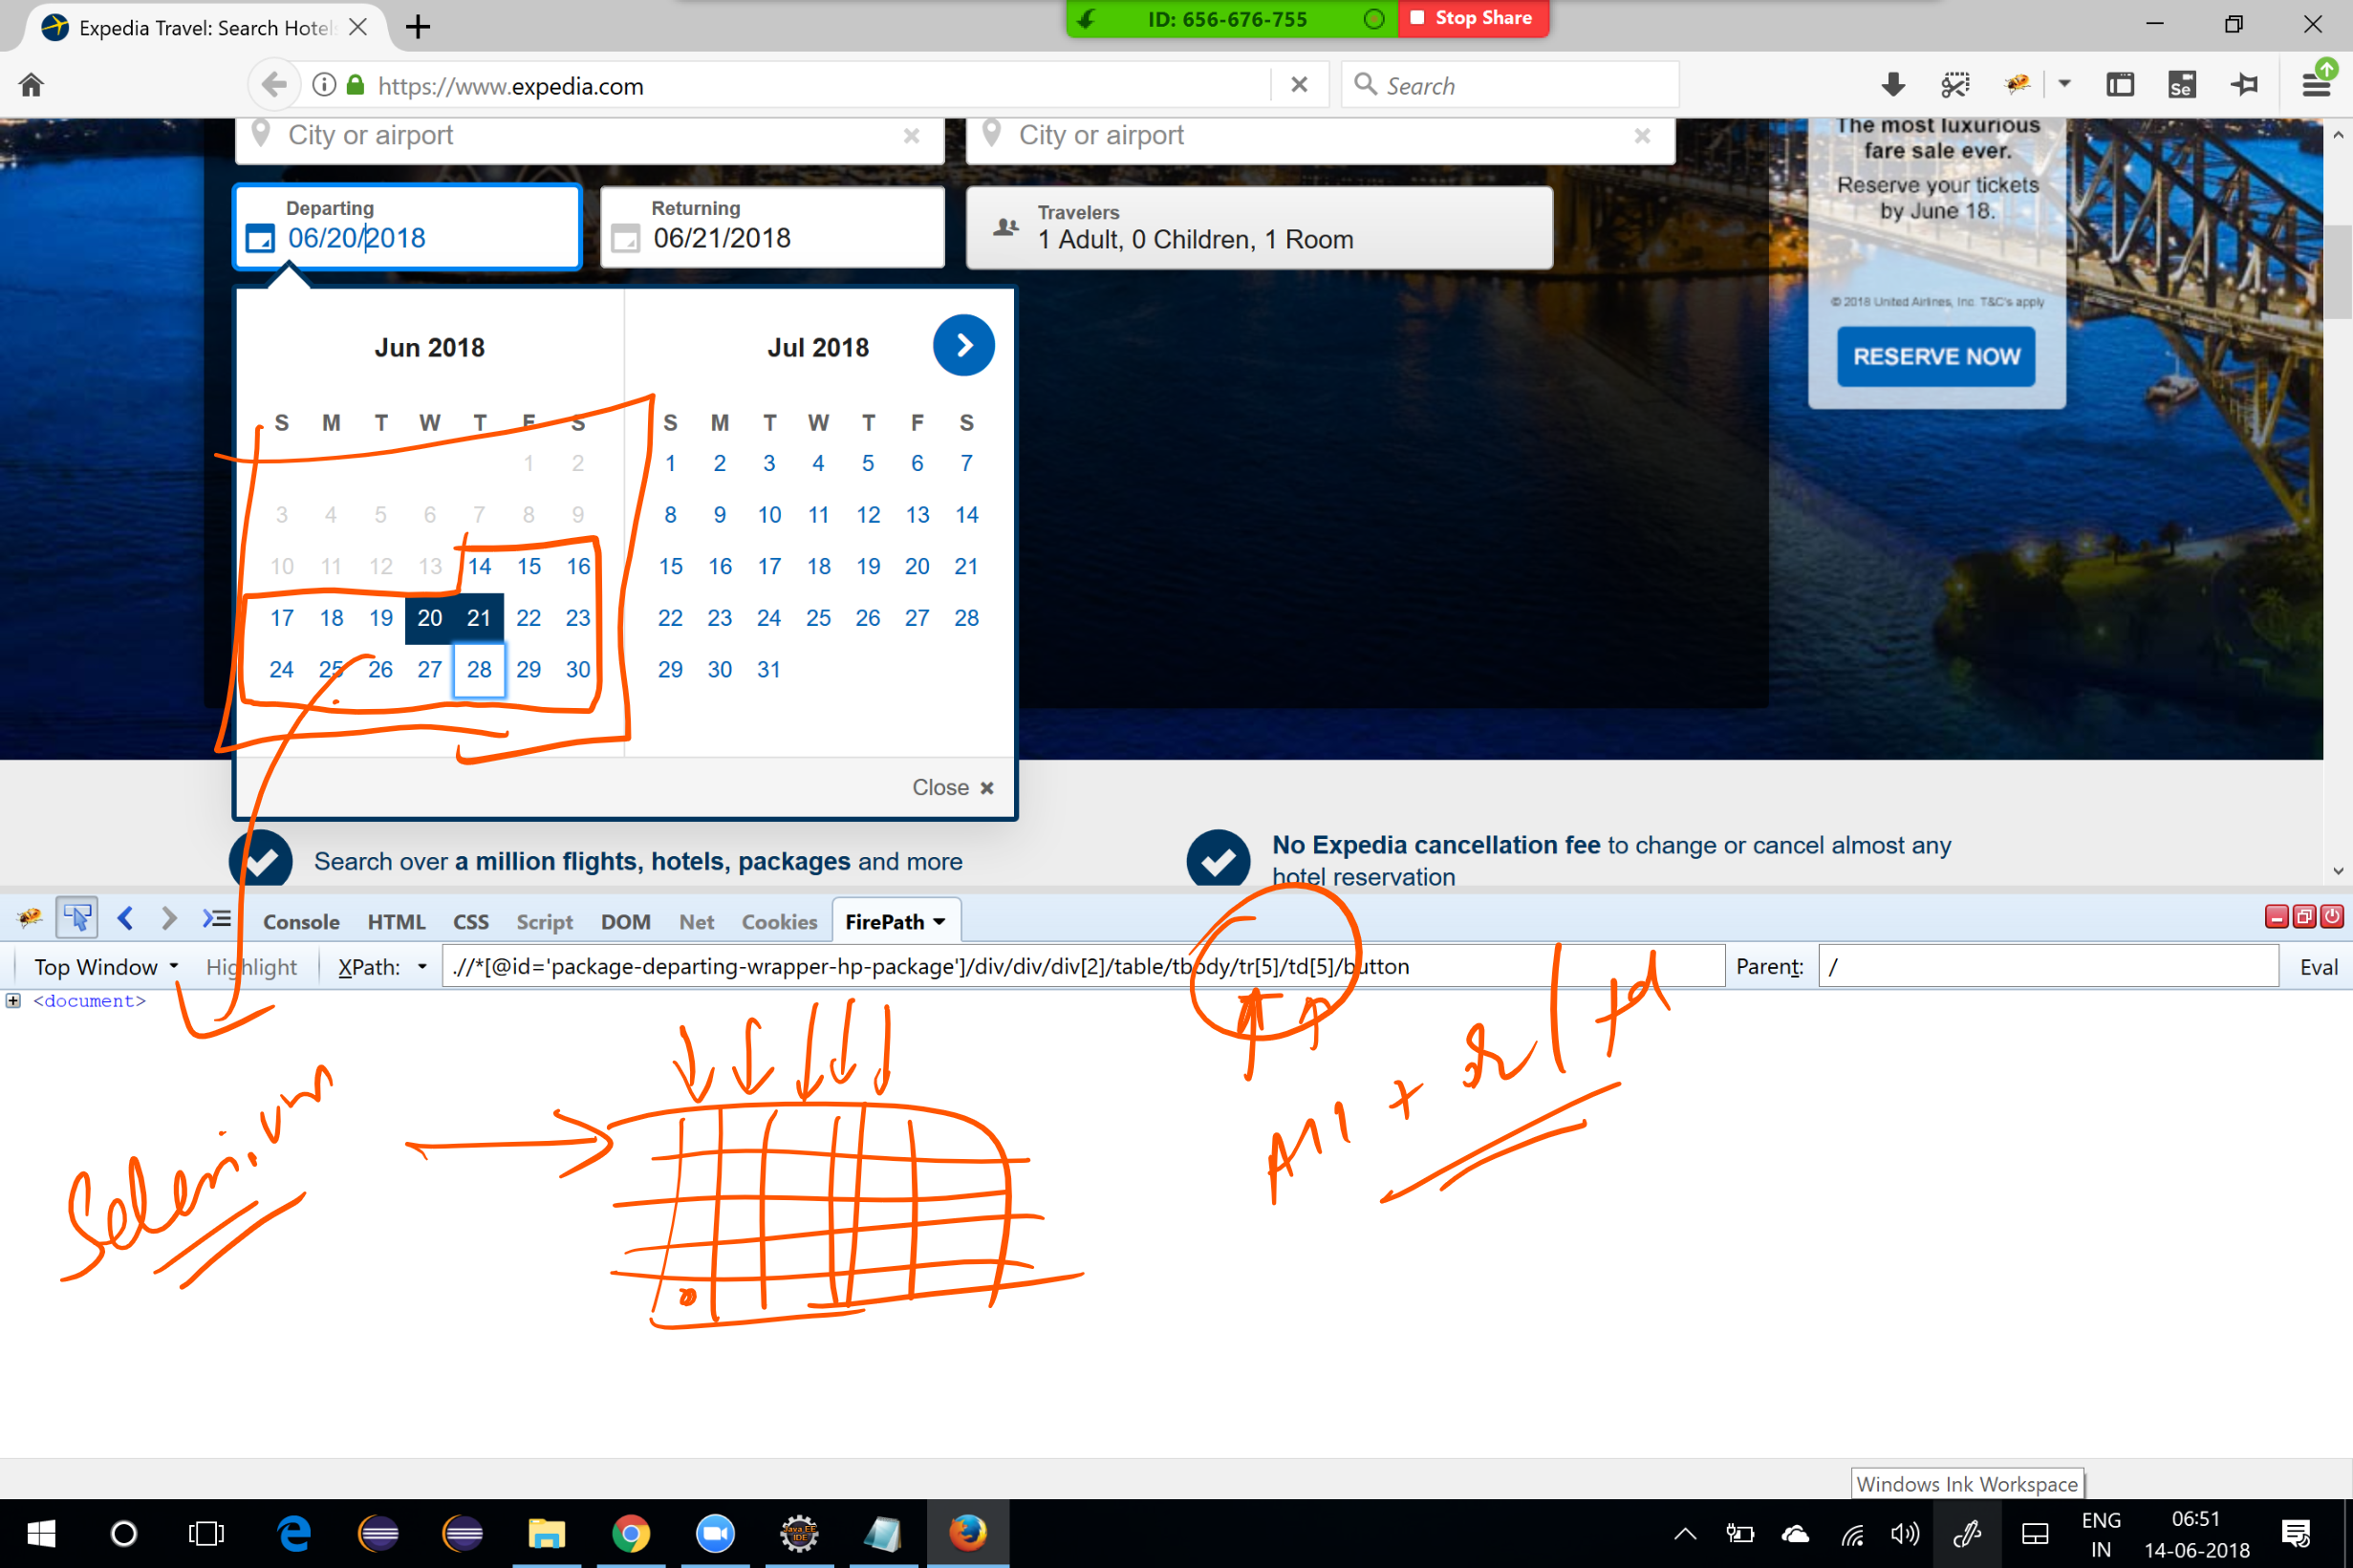 Expedia Travel: Search Hotels
ID: 656-676-755
Stop Share
https://www.expedia.com
Search
Se
City or airport
City or airport
The most luxurious
fare sale ever.
Reserve your tickets
by June 18.
© 2018 United Airlines, Inc. T&C's apply
RESERVE NOW
Departing
06/20/2018
Returning
06/21/2018
Travelers
1 Adult, 0 Children, 1 Room
Jun 2018
S M T W T F S
1 2
3 4 5 6 7 8 9
10 11 12 13 14 15 16
17 18 19 20 21 22 23
24 25 26 27 28 29 30
Jul 2018
S M T W T F S
1 2 3 4 5 6 7
8 9 10 11 12 13 14
15 16 17 18 19 20 21
22 23 24 25 26 27 28
29 30 31
Close
Search over a million flights, hotels, packages and more
No Expedia cancellation fee to change or cancel almost any
hotel reservation
Console HTML CSS Script DOM Net Cookies FirePath
Top Window Highlight XPath: .//*[@id='package-departing-wrapper-hp-package']/div/div/div[2]/table/tbody/tr[5]/td[5]/button Parent: / Eval
<document>
Selenium
Windows Ink Workspace
Java EE
IDE
ENG
IN
06:51
14-06-2018